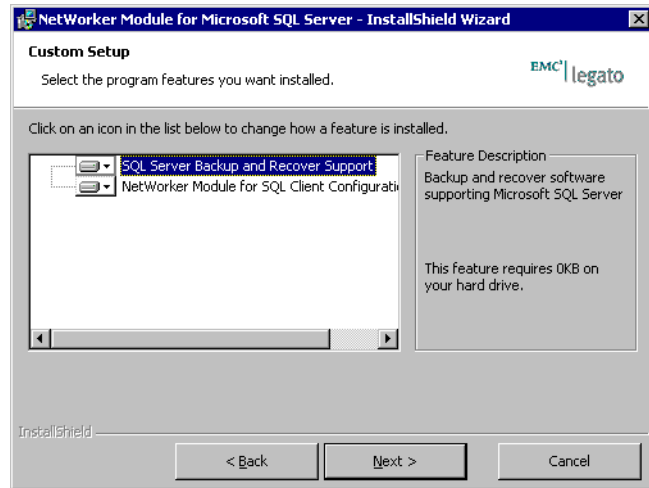 NetWorker Module for Microsoft SQL Server - InstallShield Wizard
Custom Setup
Select the program features you want installed.
EMC² legato
Click on an icon in the list below to change how a feature is installed.
SQL Server Backup and Recover Support
NetWorker Module for SQL Client Configurati
Feature Description
Backup and recover software
supporting Microsoft SQL Server
This feature requires 0KB on
your hard drive.
InstallShield
< Back
Next >
Cancel